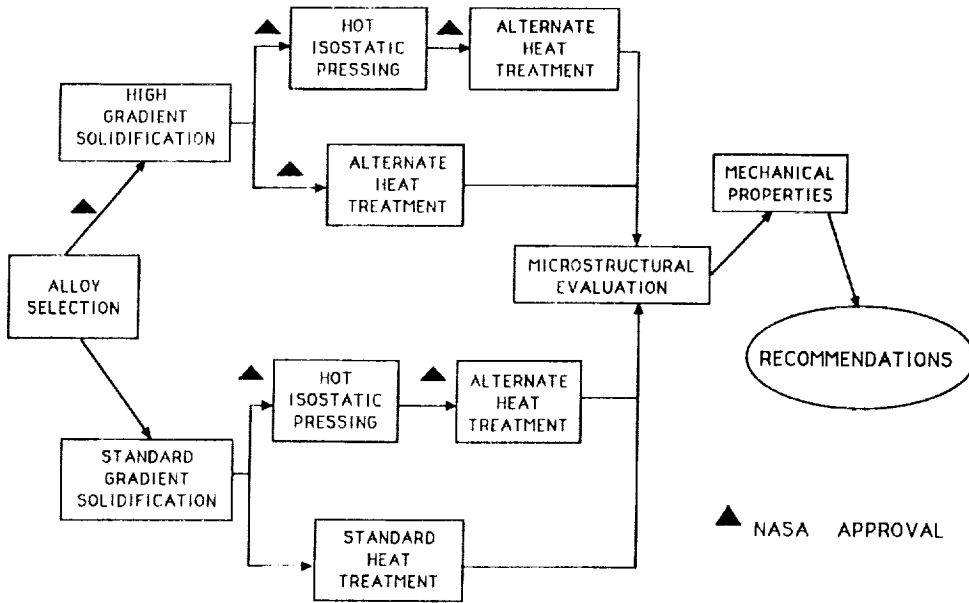 HOT
ISOSTATIC
PRESSING
ALTERNATE
HEAT
TREATMENT
HIGH
GRADIENT
SOLIDIFICATION
ALTERNATE
HEAT
TREATMENT
MECHANICAL
PROPERTIES
ALLOY
SELECTION
MICROSTRUCTURAL
EVALUATION
RECOMMENDATIONS
HOT
ISOSTATIC
PRESSING
ALTERNATE
HEAT
TREATMENT
STANDARD
GRADIENT
SOLIDIFICATION
STANDARD
HEAT
TREATMENT
NASA APPROVAL